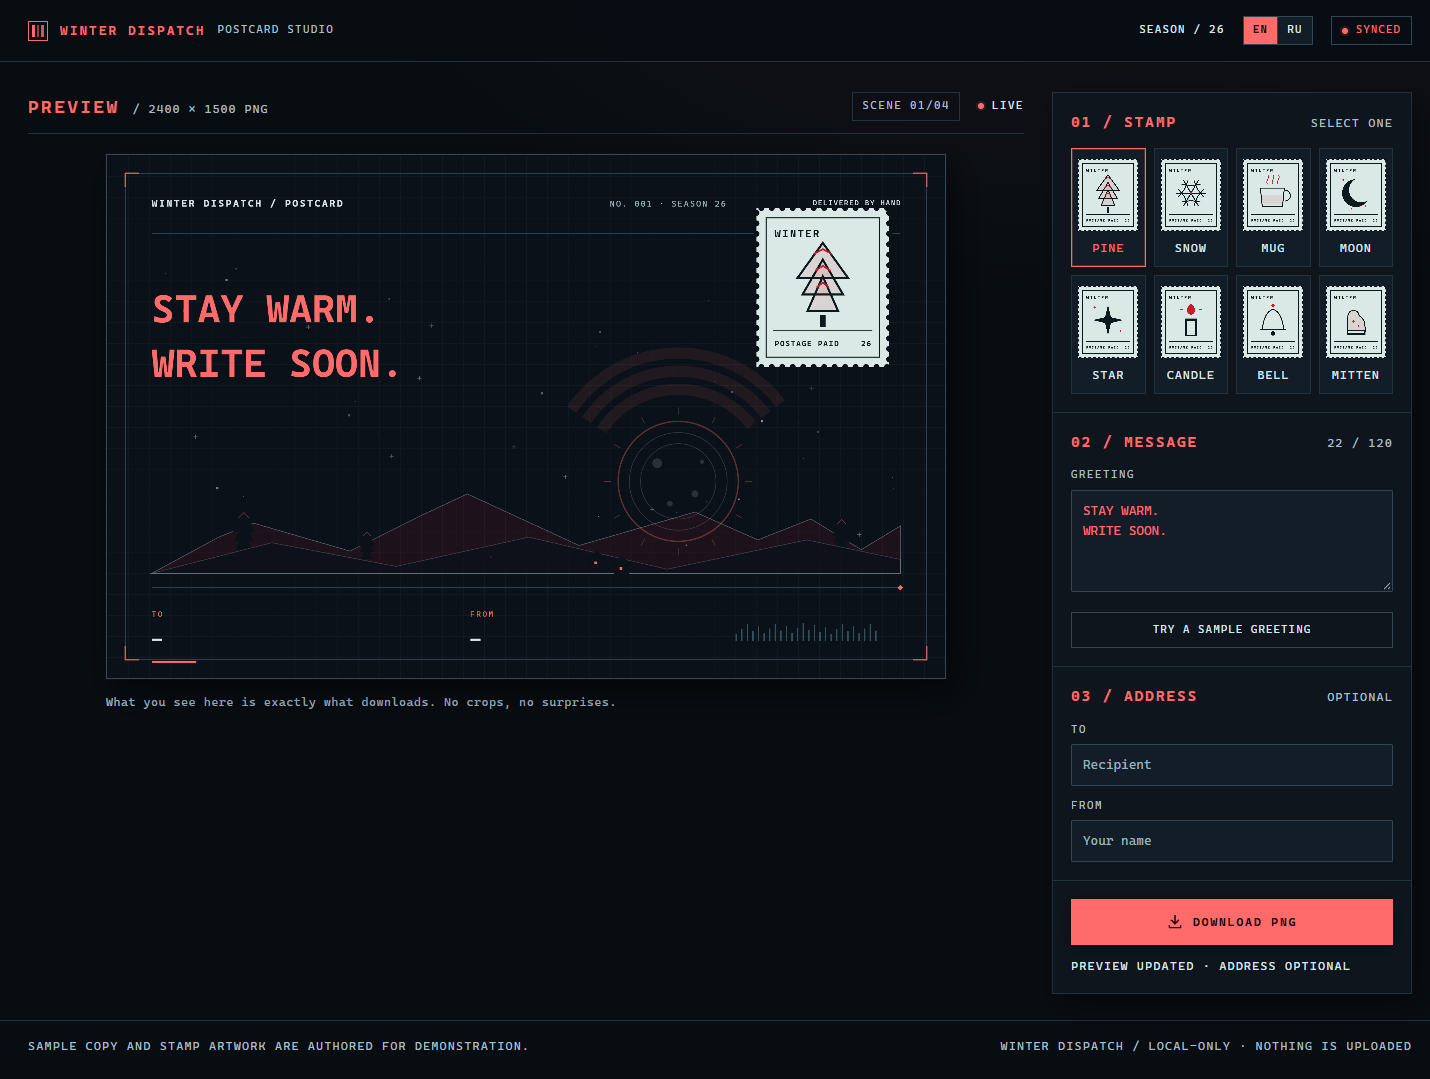 WINTER DISPATCH POSTCARD STUDIO
SEASON / 26 EN RU SYNCED
PREVIEW / 2400 × 1500 PNG
SCENE 01/04 LIVE
WINTER DISPATCH / POSTCARD
NO. 001 · SEASON 26
DELIVERED BY HAND
WINTER
POSTAGE PAID 26
STAY WARM.
WRITE SOON.
TO
—
FROM
—
What you see here is exactly what downloads. No crops, no surprises.
01 / STAMP
SELECT ONE
PINE
SNOW
MUG
MOON
STAR
CANDLE
BELL
MITTEN
02 / MESSAGE
22 / 120
GREETING
STAY WARM.
WRITE SOON.
TRY A SAMPLE GREETING
03 / ADDRESS
OPTIONAL
TO
Recipient
FROM
Your name
DOWNLOAD PNG
PREVIEW UPDATED · ADDRESS OPTIONAL
SAMPLE COPY AND STAMP ARTWORK ARE AUTHORED FOR DEMONSTRATION.
WINTER DISPATCH / LOCAL-ONLY · NOTHING IS UPLOADED